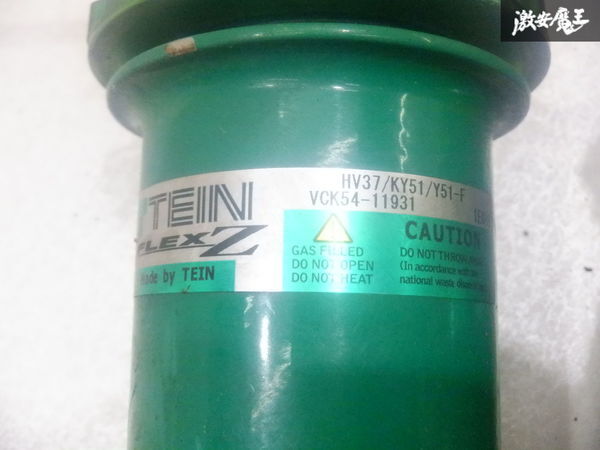 激安魔王
HV37/KY51/Y51-F
VCK54-11931
TEIN
FLEX Z
Made by TEIN
GAS FILLED
DO NOT OPEN
DO NOT HEAT
CAUTION
DO NOT THROW
(In accordance with
national waste